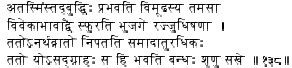 अतस्मिंस्तद्बुद्धिः प्रभवति विमूढस्य तमसा
विवेकाभावाद्वै स्फुरति भुजगे रज्जुधिषणा ।
ततोऽनर्थव्रातो निपतति समादातुरधिकः
ततो योऽसद्ग्राहः स हि भवति बन्धः शृणु सखे ॥१३८॥